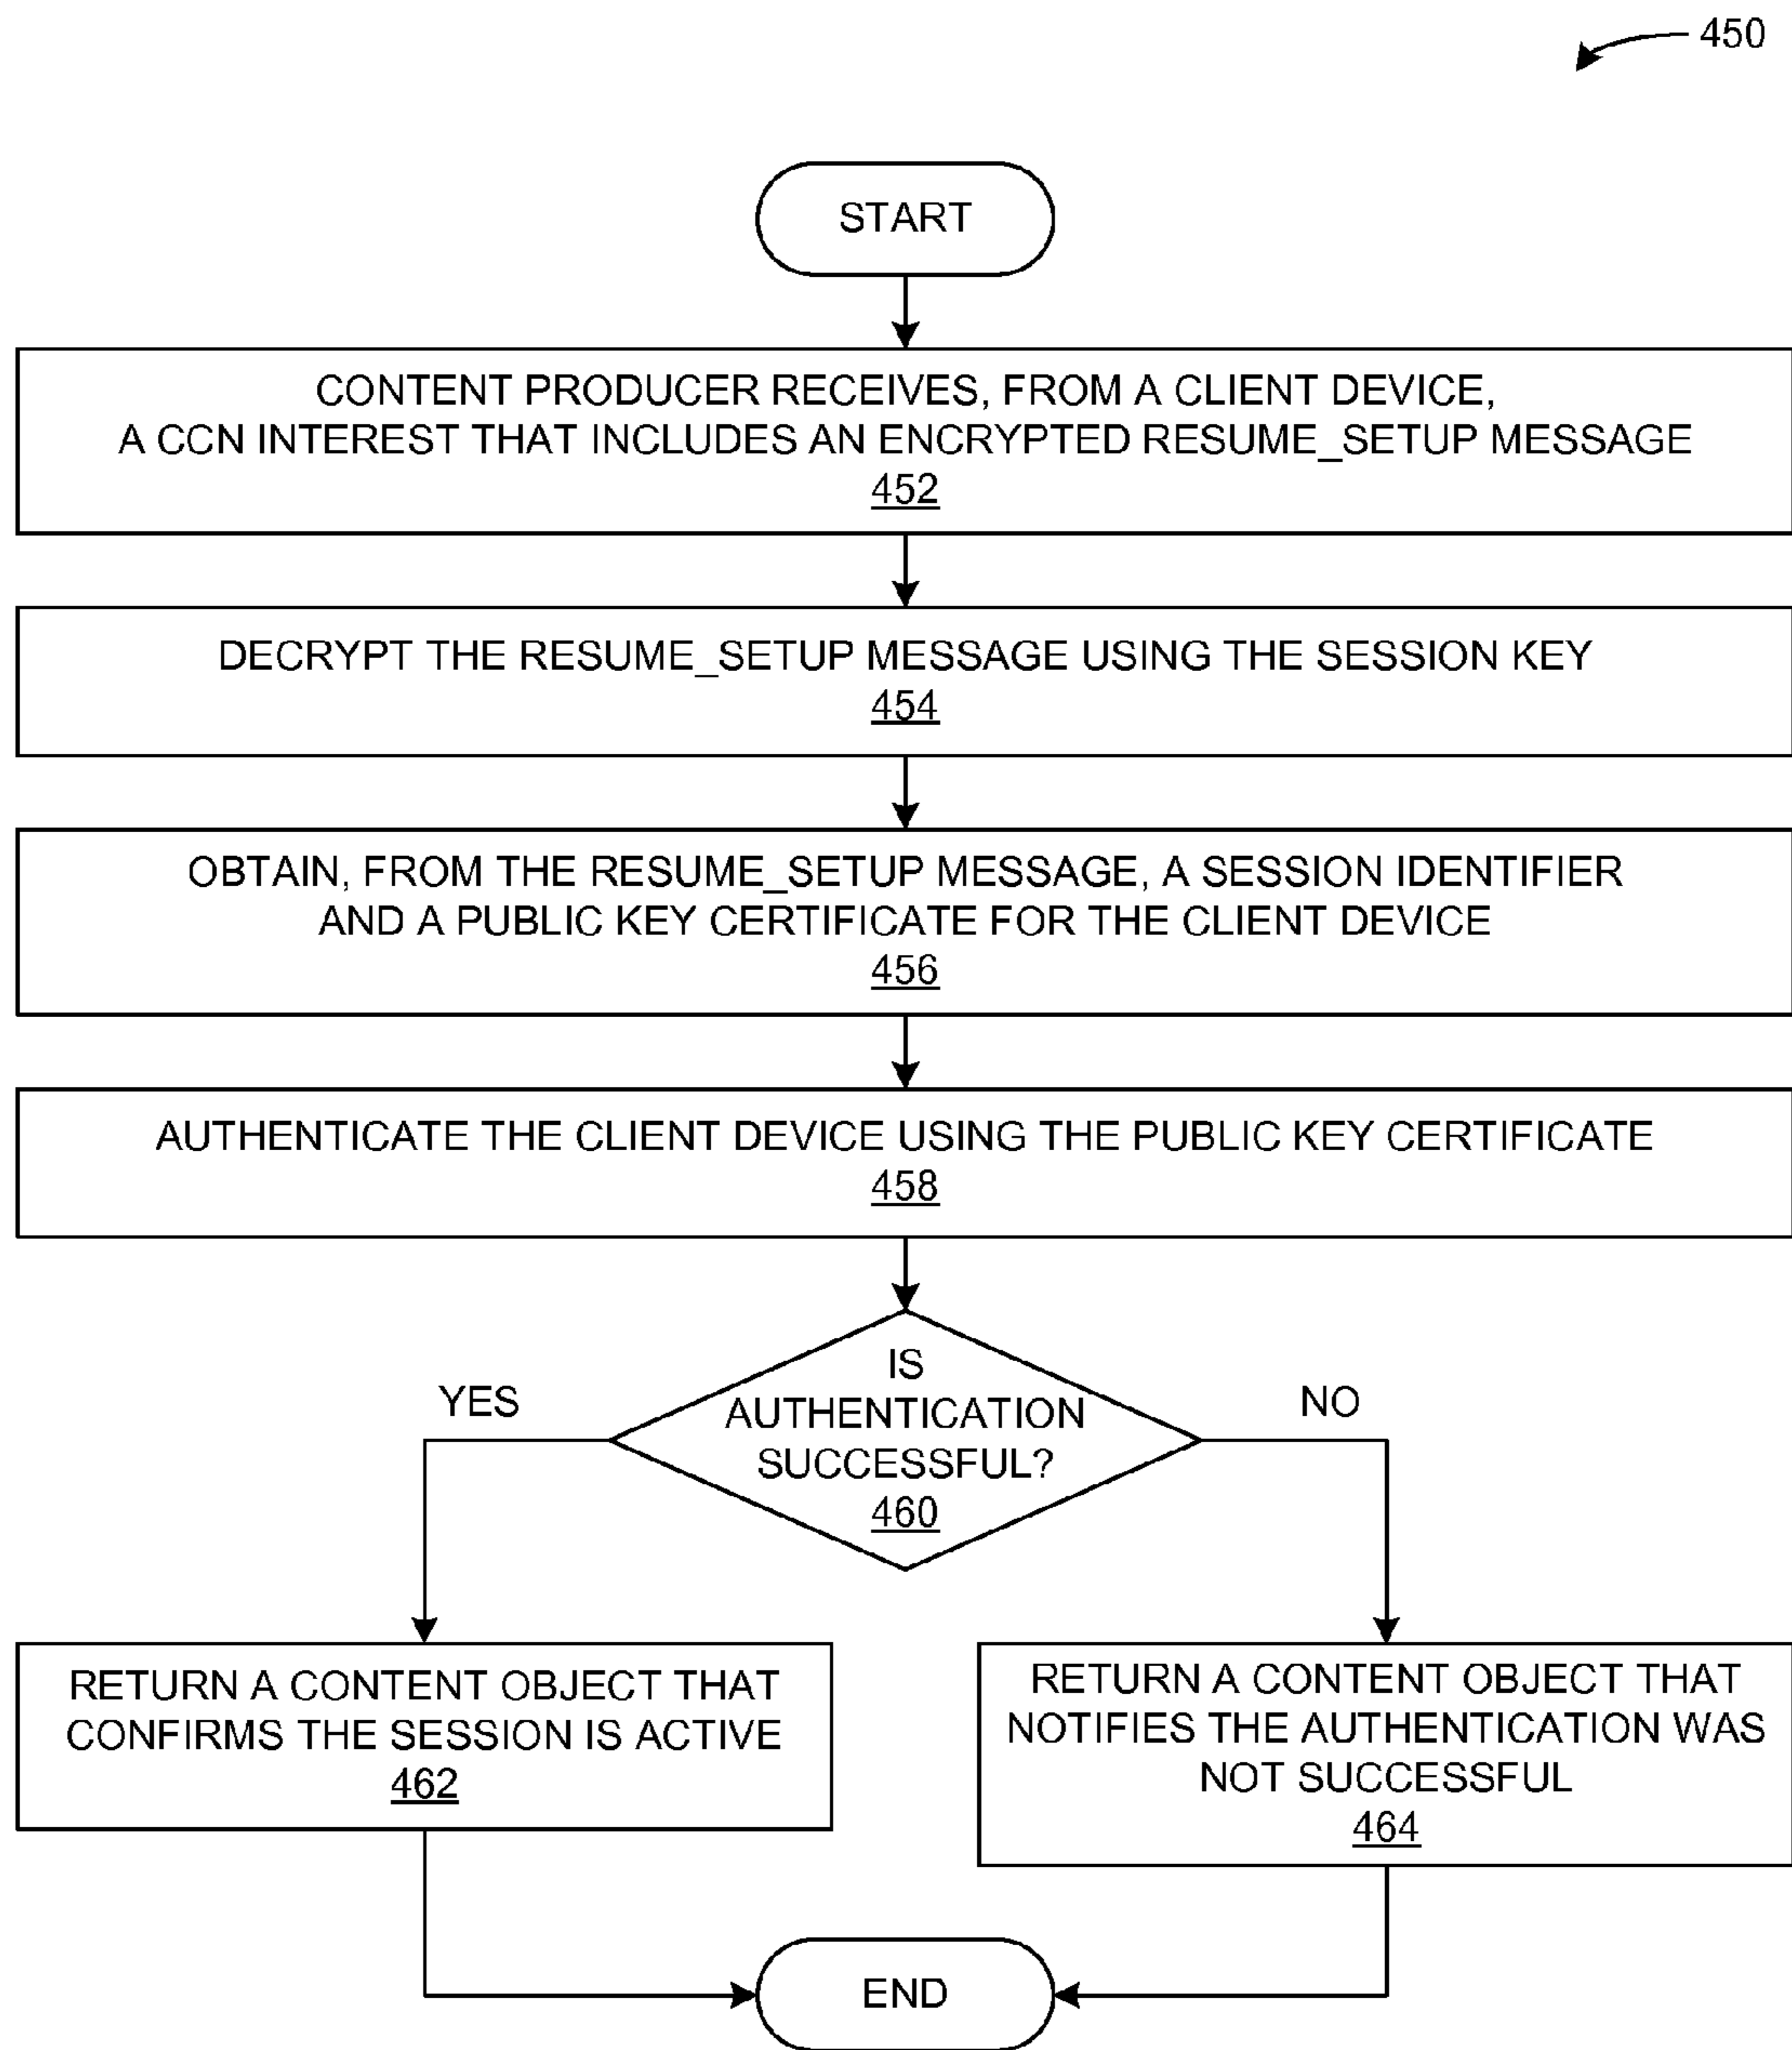 450
START
CONTENT PRODUCER RECEIVES, FROM A CLIENT DEVICE,
A CCN INTEREST THAT INCLUDES AN ENCRYPTED RESUME_SETUP MESSAGE
452
DECRYPT THE RESUME_SETUP MESSAGE USING THE SESSION KEY
454
OBTAIN, FROM THE RESUME_SETUP MESSAGE, A SESSION IDENTIFIER
AND A PUBLIC KEY CERTIFICATE FOR THE CLIENT DEVICE
456
AUTHENTICATE THE CLIENT DEVICE USING THE PUBLIC KEY CERTIFICATE
458
IS
AUTHENTICATION
SUCCESSFUL?
460
YES
NO
RETURN A CONTENT OBJECT THAT
CONFIRMS THE SESSION IS ACTIVE
462
RETURN A CONTENT OBJECT THAT
NOTIFIES THE AUTHENTICATION WAS
NOT SUCCESSFUL
464
END